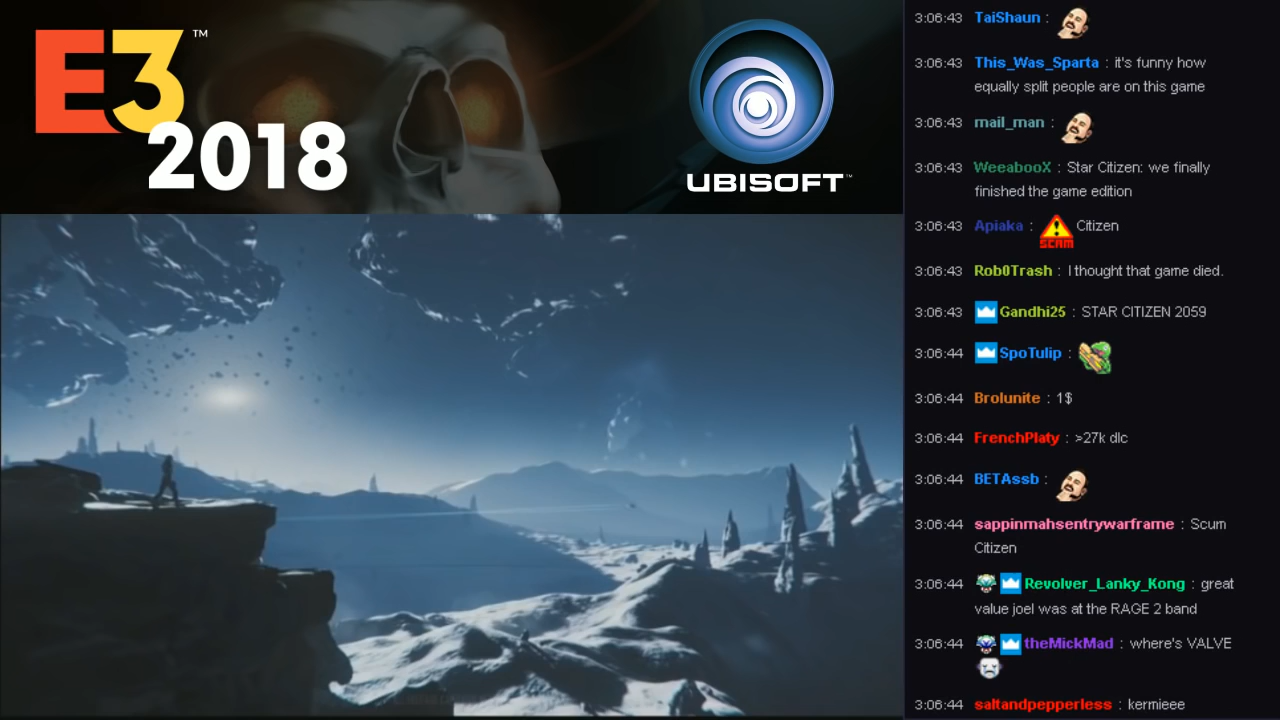 E3™
2018
UBISOFT™
3:06:43 TaiShaun :
3:06:43 This_Was_Sparta : it's funny how
equally split people are on this game
3:06:43 mail_man :
3:06:43 WeeabooX : Star Citizen: we finally
finished the game edition
3:06:43 Apiaka : SCAM Citizen
3:06:43 Rob0Trash : I thought that game died.
3:06:43 Gandhi25 : STAR CITIZEN 2059
3:06:44 SpoTulip :
3:06:44 Brolunite : 1$
3:06:44 FrenchPlaty : >27k dlc
3:06:44 BETAssb :
3:06:44 sappinmahsentrywarframe : Scum
Citizen
3:06:44 Revolver_Lanky_Kong : great
value joel was at the RAGE 2 band
3:06:44 theMickMad : where's VALVE
3:06:44 saltandpepperless : kermieee